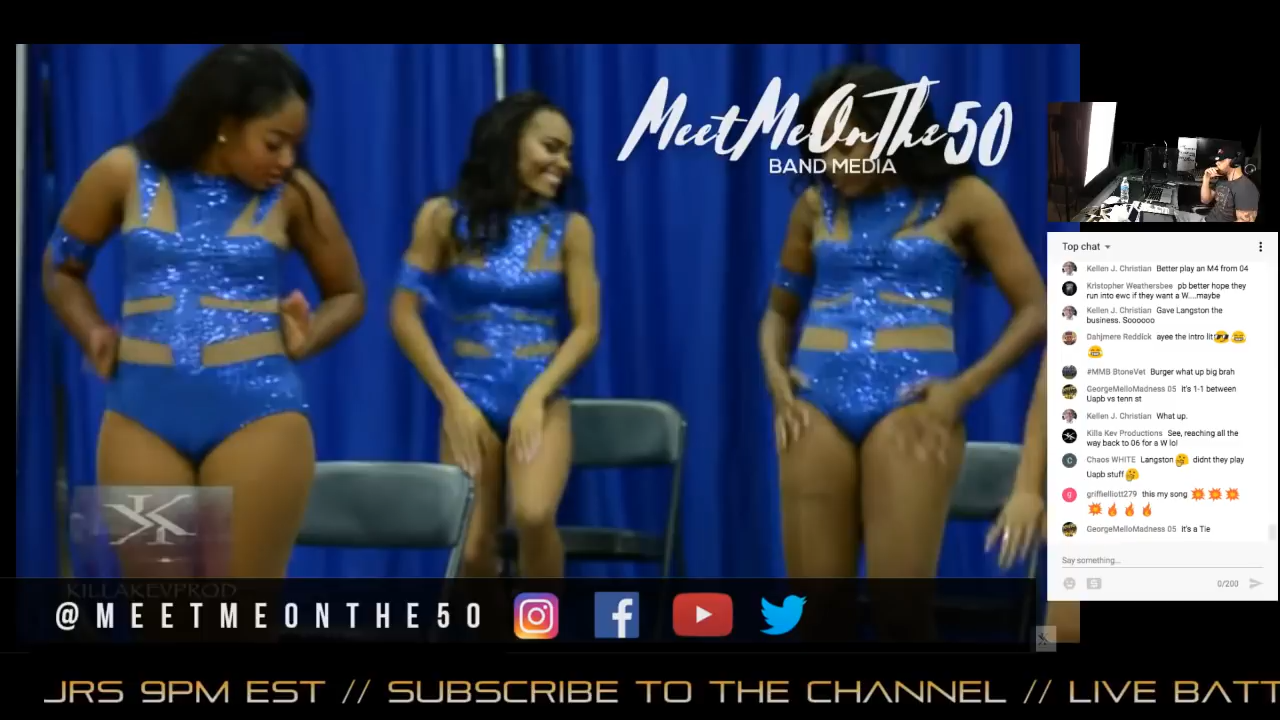 MeetMeOnThe50
BAND MEDIA
Top chat
Kellen J. Christian Better play an M4 from 04
Kristopher Weathersbee pb better hope they
run into ewc if they want a W....maybe
Kellen J. Christian Gave Langston the
business. Soooooo
Dahjmere Reddick ayee the intro lit
#MMB BtoneVet Burger what up big brah
GeorgeMelloMadness 05 it's 1-1 between
Uapb vs tenn st
Kellen J. Christian What up.
Killa Kev Productions See, reaching all the
way back to 06 for a W lol
Chaos WHITE Langston didnt they play
Uapb stuff
griffielliott279 this my song
GeorgeMelloMadness 05 it's a Tie
Say something...
0/200
KILLAKEVPROD
@MEETMEONTHE50
JRS 9PM EST // SUBSCRIBE TO THE CHANNEL // LIVE BATT